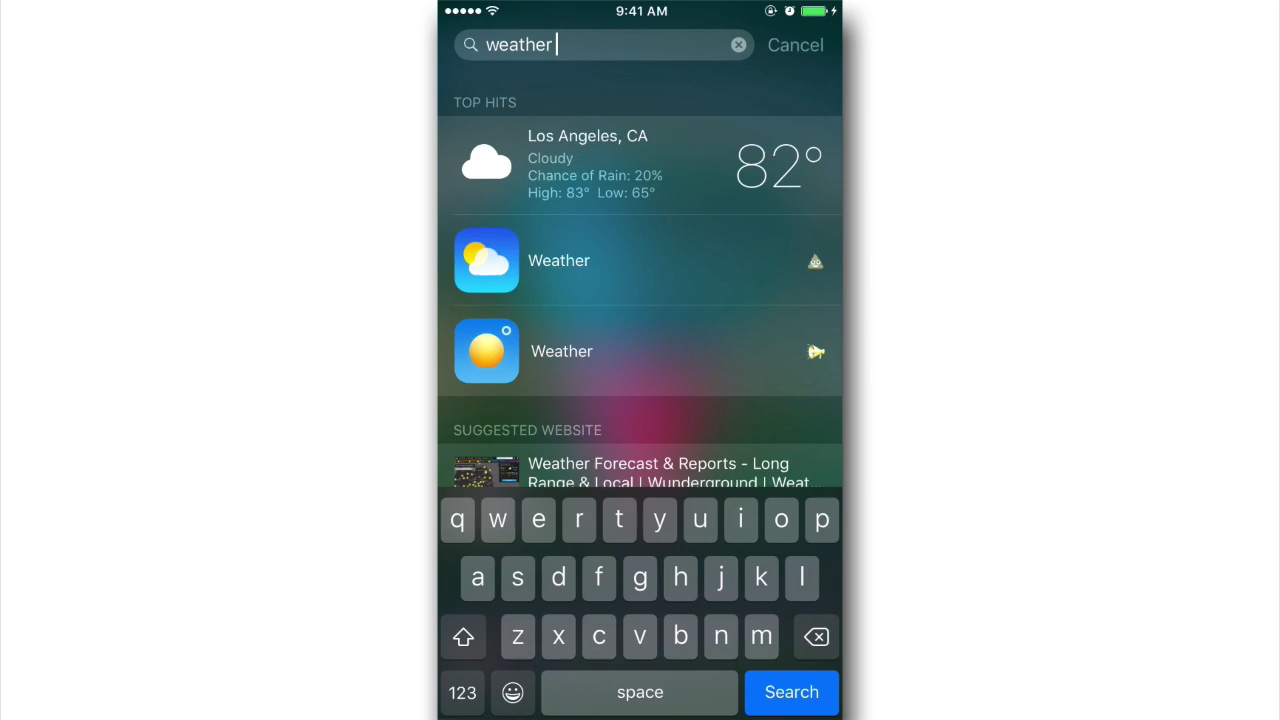 9:41 AM
weather
Cancel
TOP HITS
Los Angeles, CA
Cloudy
Chance of Rain: 20%
High: 83° Low: 65°
82°
Weather
Weather
SUGGESTED WEBSITE
Weather Forecast & Reports - Long
Range & Local | Wunderground | Weat...
q w e r t y u i o p
a s d f g h j k l
z x c v b n m
123 space Search